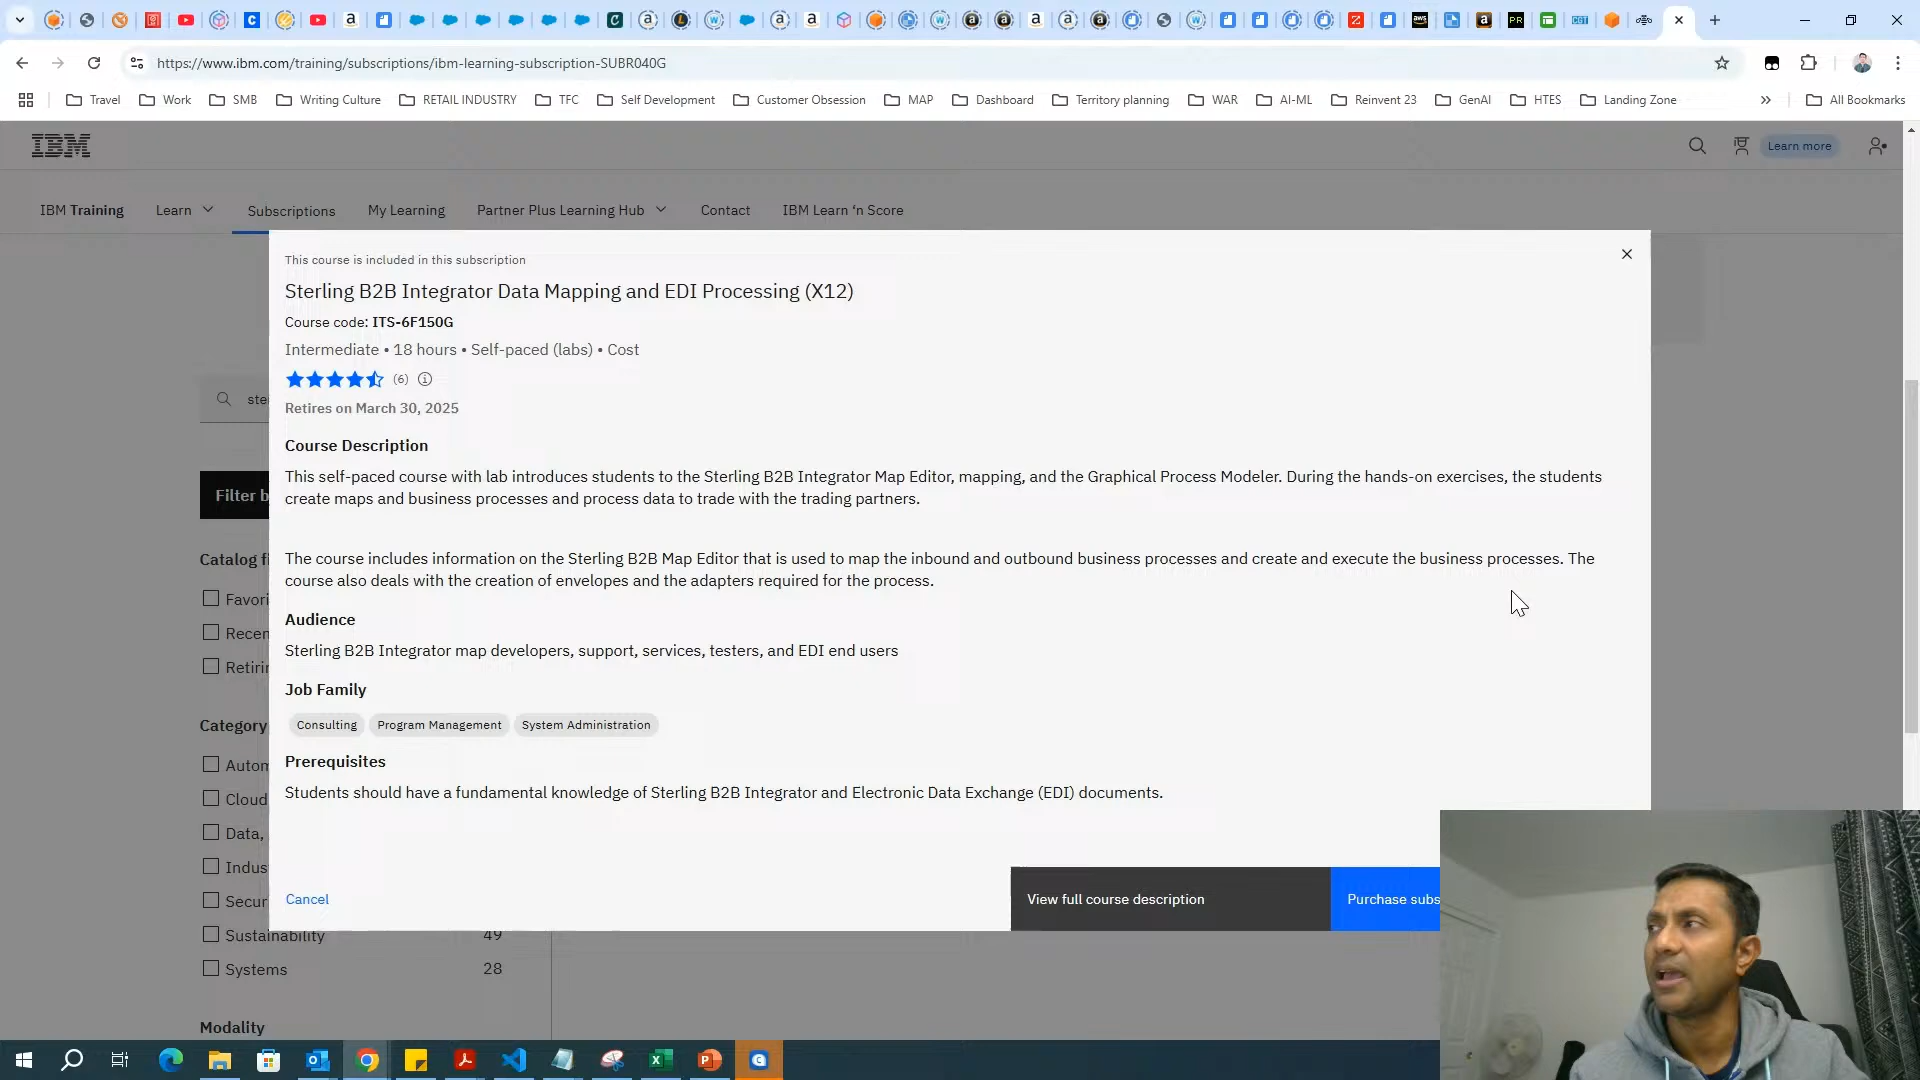 https://www.ibm.com/training/subscriptions/ibm-learning-subscription-SUBR040G
Travel Work SMB Writing Culture RETAIL INDUSTRY TFC Self Development Customer Obsession MAP Dashboard Territory planning WAR AI-ML Reinvent 23 GenAI HTES Landing Zone All Bookmarks
IBM
Learn more
IBM Training Learn Subscriptions My Learning Partner Plus Learning Hub Contact IBM Learn 'n Score
This course is included in this subscription
Sterling B2B Integrator Data Mapping and EDI Processing (X12)
Course code: ITS-6F150G
Intermediate • 18 hours • Self-paced (labs) • Cost
(6)
ste
Retires on March 30, 2025
Course Description
This self-paced course with lab introduces students to the Sterling B2B Integrator Map Editor, mapping, and the Graphical Process Modeler. During the hands-on exercises, the students
create maps and business processes and process data to trade with the trading partners.
Filter b
The course includes information on the Sterling B2B Map Editor that is used to map the inbound and outbound business processes and create and execute the business processes. The
course also deals with the creation of envelopes and the adapters required for the process.
Catalog fi
Favori
Recen
Retirin
Audience
Sterling B2B Integrator map developers, support, services, testers, and EDI end users
Job Family
Consulting Program Management System Administration
Category
Prerequisites
Students should have a fundamental knowledge of Sterling B2B Integrator and Electronic Data Exchange (EDI) documents.
Autom
Cloud
Data,
Indus
Secur
Cancel
View full course description
Purchase subs
Sustainability 49
Systems 28
Modality